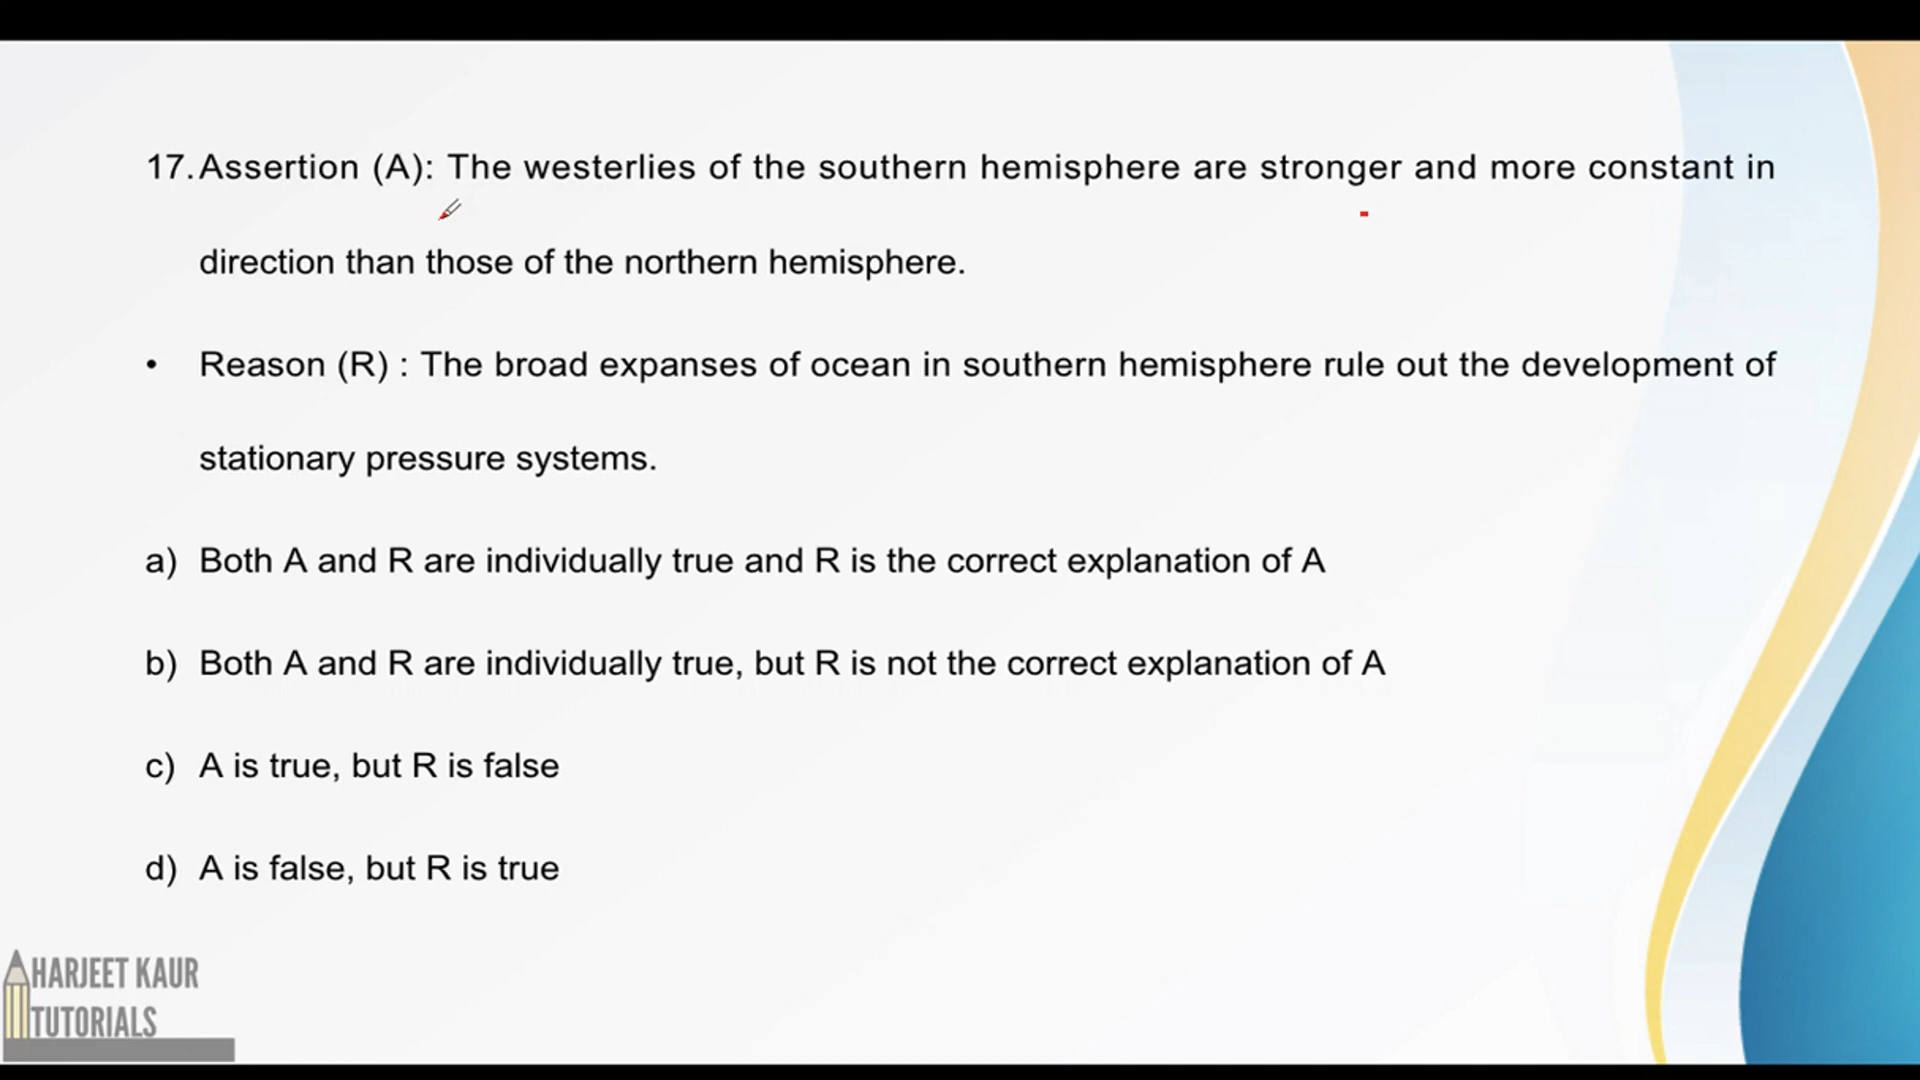 17. Assertion (A): The westerlies of the southern hemisphere are stronger and more constant in
direction than those of the northern hemisphere.
• Reason (R) : The broad expanses of ocean in southern hemisphere rule out the development of
stationary pressure systems.
a) Both A and R are individually true and R is the correct explanation of A
b) Both A and R are individually true, but R is not the correct explanation of A
c) A is true, but R is false
d) A is false, but R is true
HARJEET KAUR
TUTORIALS